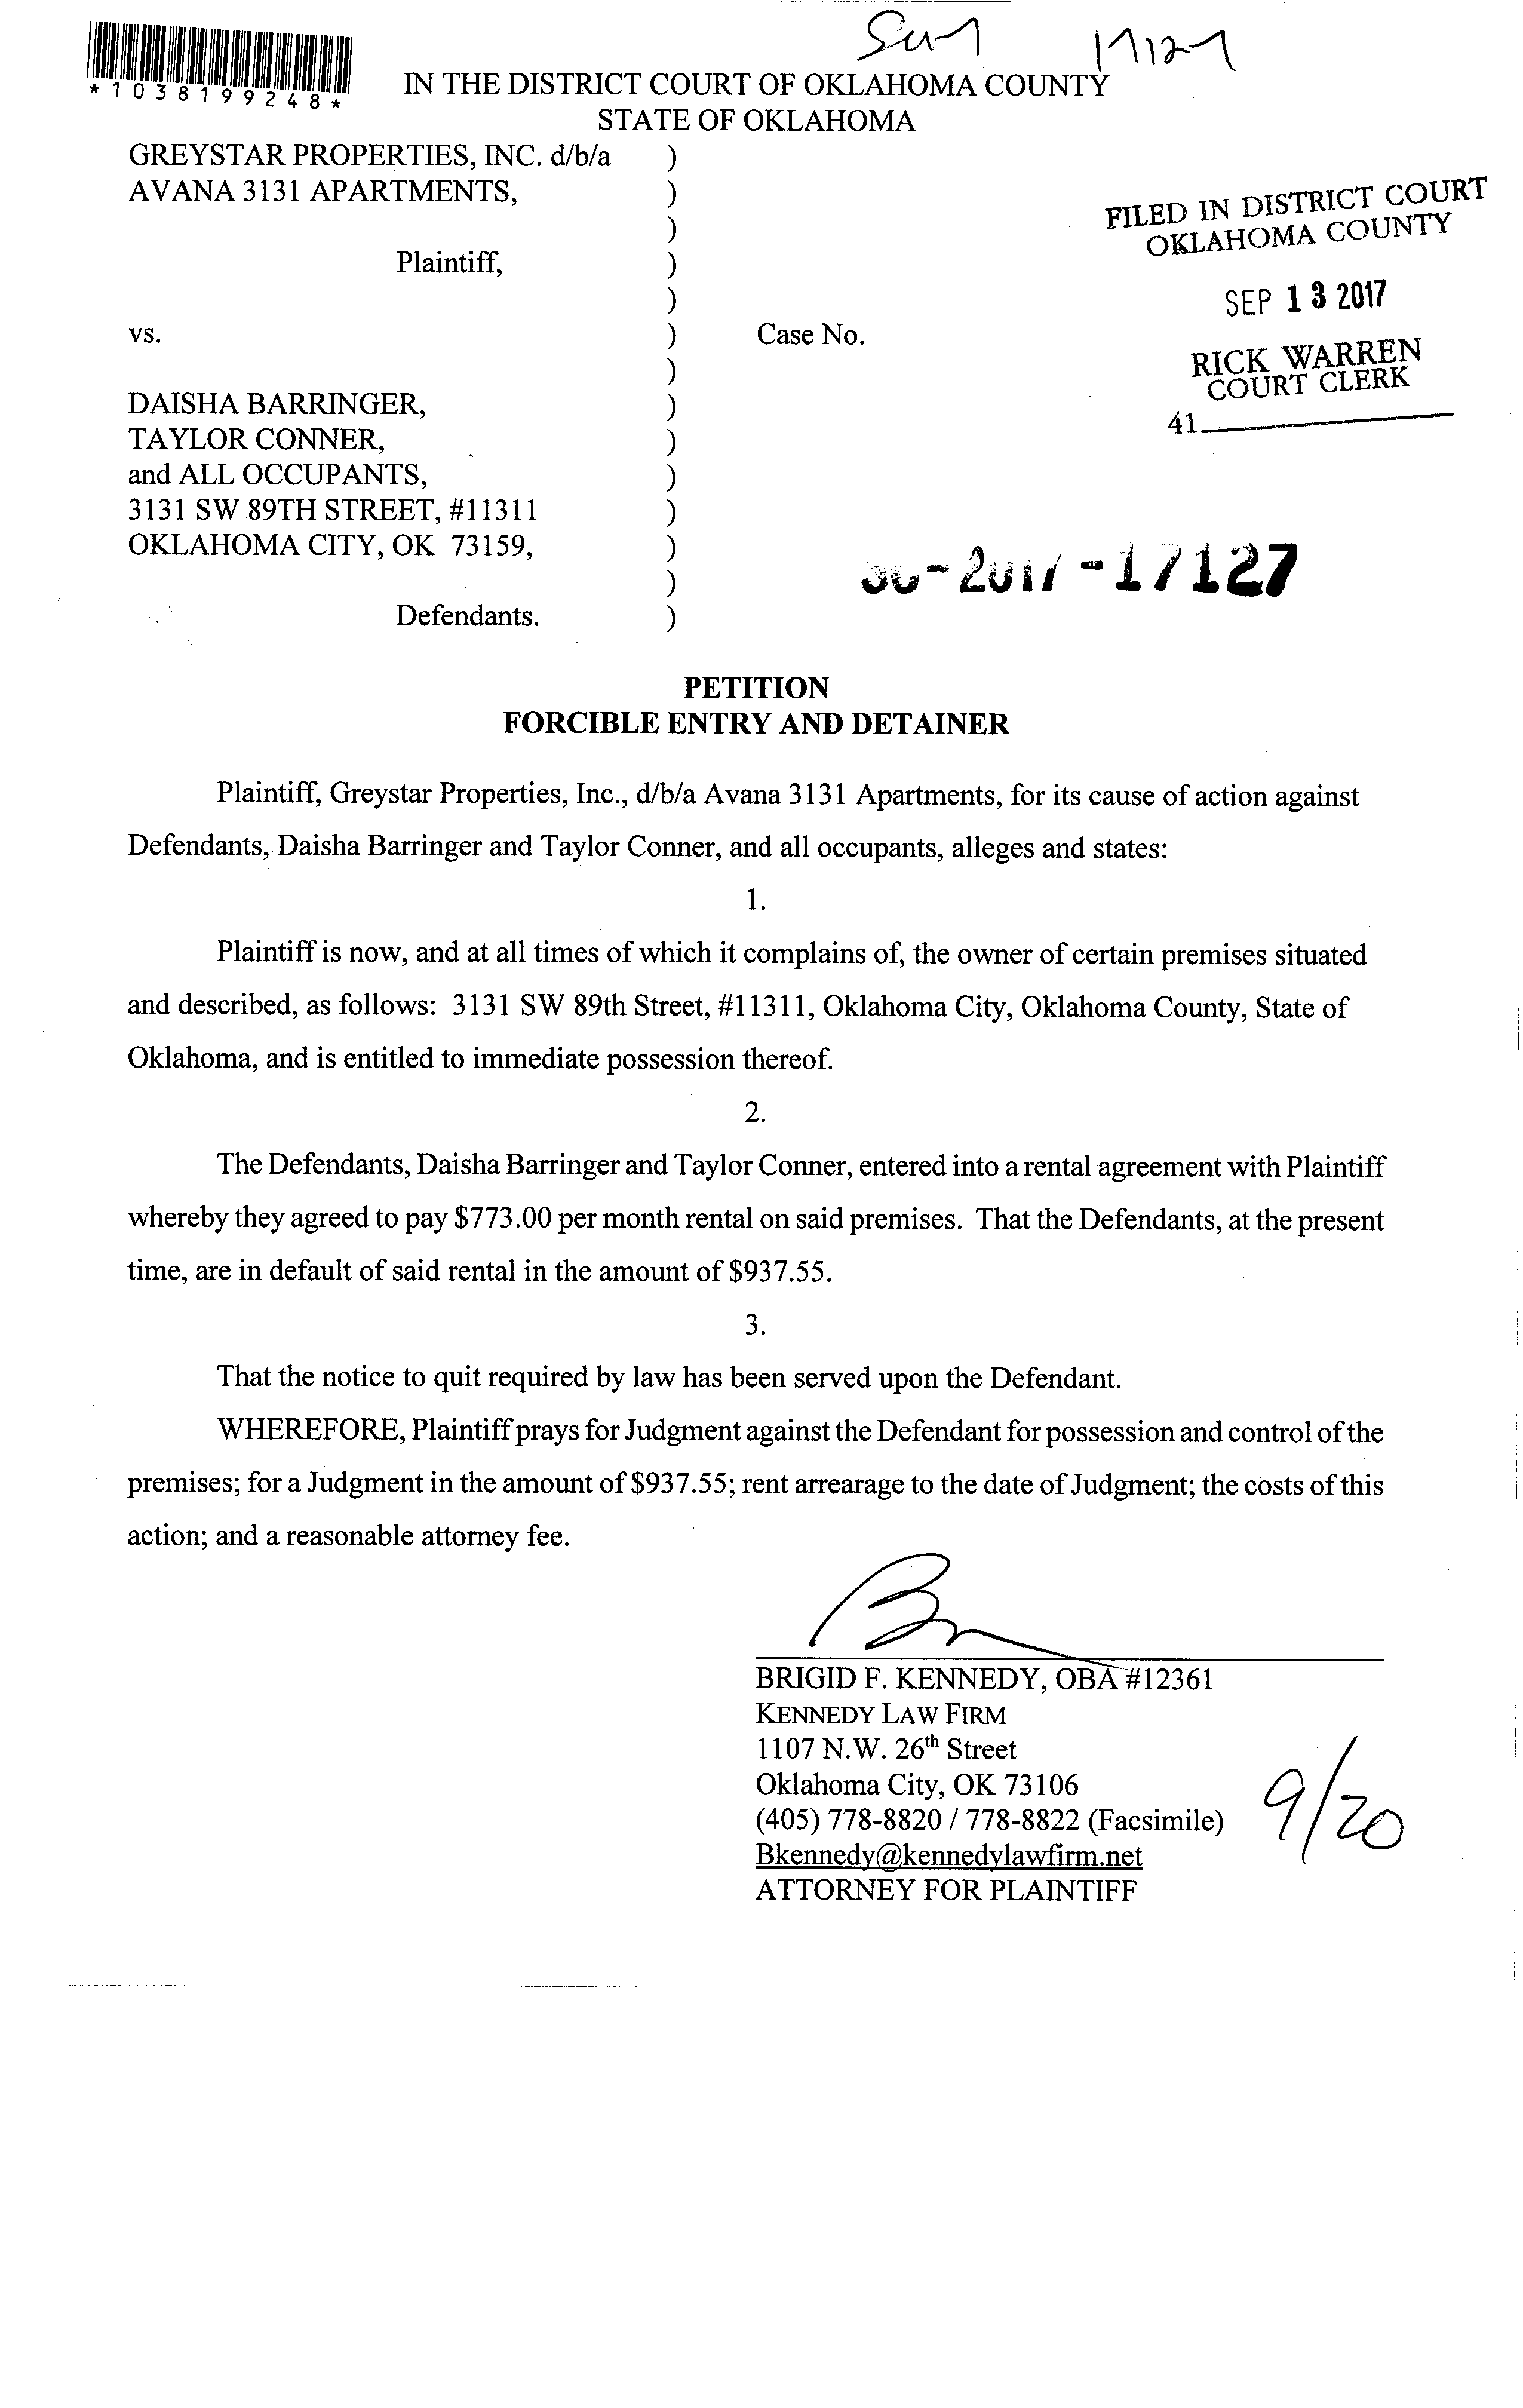 17127
*1038199248*
IN THE DISTRICT COURT OF OKLAHOMA COUNTY
STATE OF OKLAHOMA
GREYSTAR PROPERTIES, INC. d/b/a )
AVANA 3131 APARTMENTS, )
)
Plaintiff, )
)
vs. ) Case No.
)
DAISHA BARRINGER, )
TAYLOR CONNER, )
and ALL OCCUPANTS, )
3131 SW 89TH STREET, #11311 )
OKLAHOMA CITY, OK 73159, )
)
Defendants. )
FILED IN DISTRICT COURT
OKLAHOMA COUNTY
SEP 13 2017
RICK WARREN
COURT CLERK
41
-2017-17127
PETITION
FORCIBLE ENTRY AND DETAINER
Plaintiff, Greystar Properties, Inc., d/b/a Avana 3131 Apartments, for its cause of action against
Defendants, Daisha Barringer and Taylor Conner, and all occupants, alleges and states:
1.
Plaintiff is now, and at all times of which it complains of, the owner of certain premises situated
and described, as follows: 3131 SW 89th Street, #11311, Oklahoma City, Oklahoma County, State of
Oklahoma, and is entitled to immediate possession thereof.
2.
The Defendants, Daisha Barringer and Taylor Conner, entered into a rental agreement with Plaintiff
whereby they agreed to pay $773.00 per month rental on said premises. That the Defendants, at the present
time, are in default of said rental in the amount of $937.55.
3.
That the notice to quit required by law has been served upon the Defendant.
WHEREFORE, Plaintiff prays for Judgment against the Defendant for possession and control of the
premises; for a Judgment in the amount of $937.55; rent arrearage to the date of Judgment; the costs of this
action; and a reasonable attorney fee.
BRIGID F. KENNEDY, OBA #12361
KENNEDY LAW FIRM
1107 N.W. 26th Street
Oklahoma City, OK 73106
(405) 778-8820 / 778-8822 (Facsimile)
Bkennedy@kennedylawfirm.net
ATTORNEY FOR PLAINTIFF
9/20